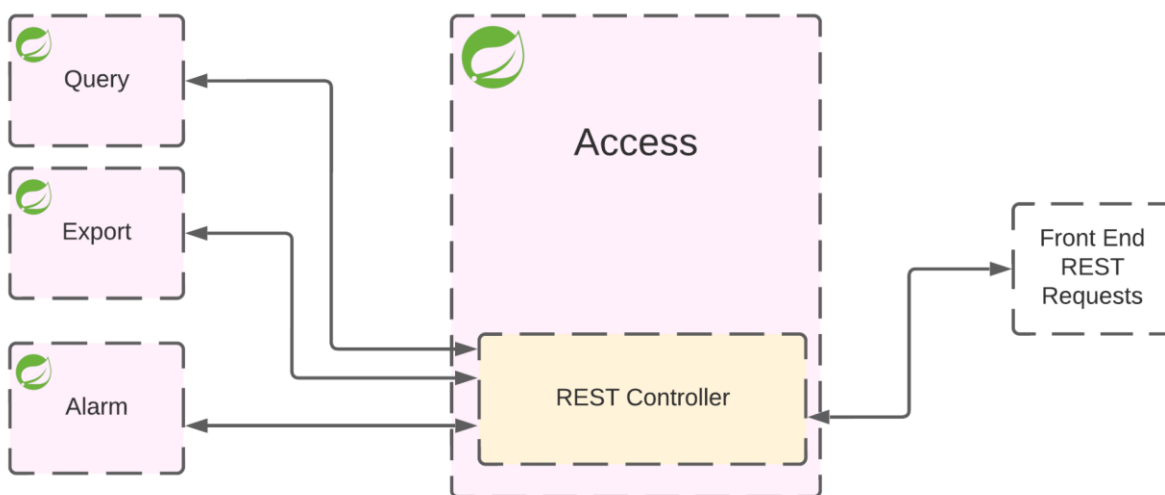 Query
Export
Alarm
Access
REST Controller
Front End
REST
Requests